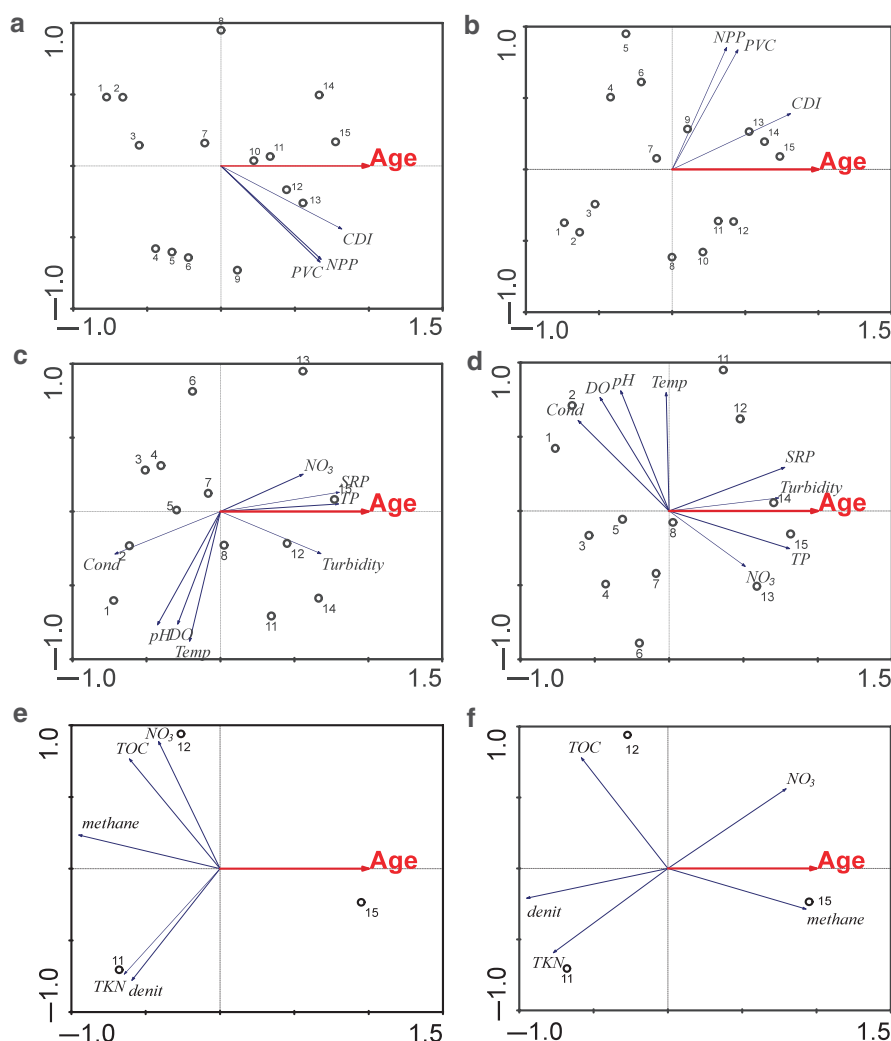 a
1.0
–1.0
–1.0
1.5
8
1
2
3
7
14
15
10
11
12
13
4
5
6
9
Age
CDI
NPP
PVC
b
1.0
–1.0
–1.0
1.5
5
4
6
NPP
PVC
CDI
9
13
14
15
7
Age
3
1
2
8
10
11
12
c
1.0
–1.0
–1.0
1.5
13
6
3
4
7
5
NO3
SRP
15
TP
Age
2
Cond
8
12
Turbidity
1
11
14
pH
DO
Temp
d
1.0
–1.0
–1.0
1.5
11
2
DO
pH
Temp
Cond
12
1
SRP
Turbidity
14
Age
3
5
8
15
TP
NO3
13
4
7
6
e
1.0
–1.0
–1.0
1.5
NO3
12
TOC
methane
Age
15
11
TKN
denit
f
1.0
–1.0
–1.0
1.5
TOC
12
NO3
Age
denit
15
methane
TKN
11